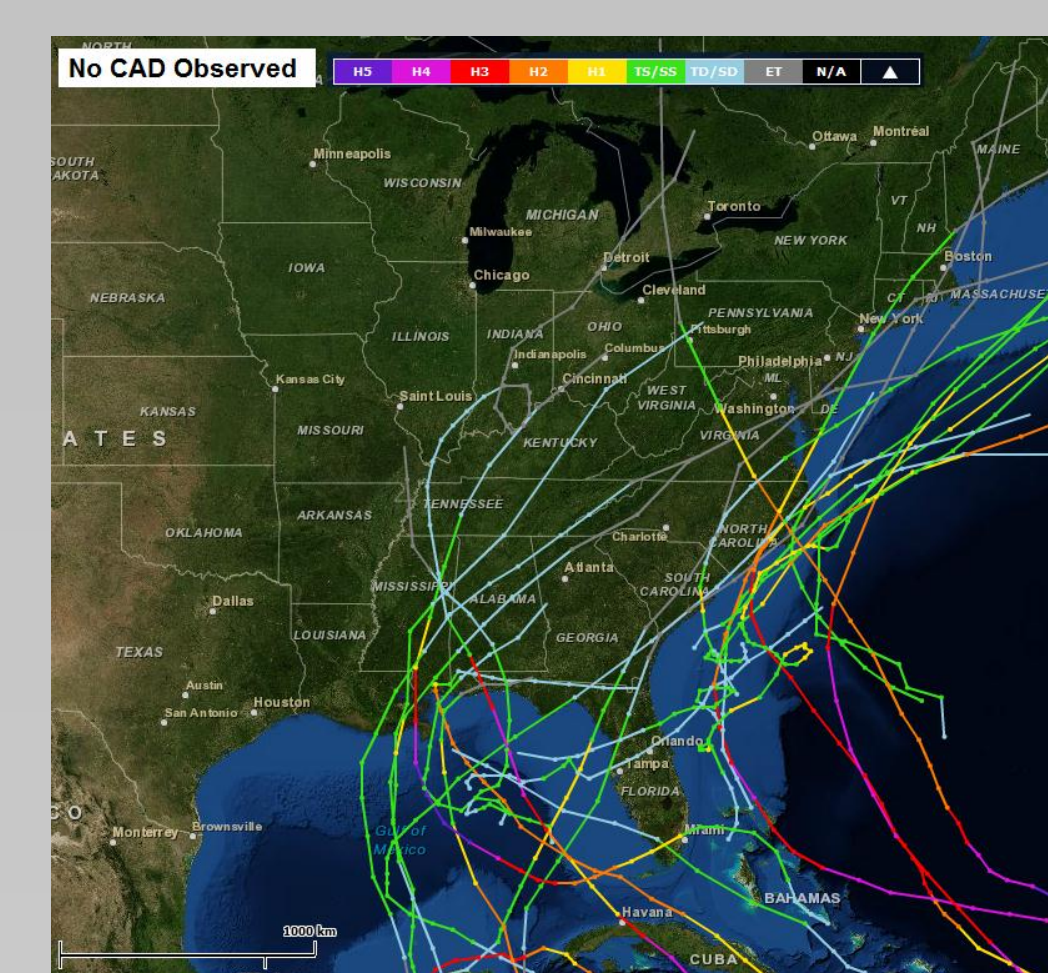 NORTH
No CAD Observed
H5 H4 H3 H2 H1 TS/SS TD/SD ET N/A
Ottawa
Montréal
Minneapolis
MAINE
SOUTH
AKOTA
WISCONSIN
VT
Toronto
MICHIGAN
NH
Milwaukee
NEW YORK
Detroit
Boston
IOWA
Chicago
Cleveland
NEBRASKA
CT
RI
MASSACHUSE
PENNSYLVANIA
New York
ILLINOIS
INDIANA
OHIO
Pittsburgh
Indianapolis
Columbus
Philadelphia
NJ
Kansas City
Cincinnati
ML
Saint Louis
WEST
VIRGINIA
Washington
DE
KANSAS
MISSOURI
A T E S
KENTUCKY
VIRGINIA
TENNESSEE
ARKANSAS
OKLAHOMA
Charlotte
NORTH
CAROLINA
Atlanta
MISSISSIPPI
SOUTH
CAROLINA
Dallas
ALABAMA
LOUISIANA
GEORGIA
TEXAS
Austin
Houston
San Antonio
Orlando
Tampa
FLORIDA
C O
Monterrey
Brownsville
Gulf of
Mexico
Miami
BAHAMAS
Havana
1000 km
CUBA